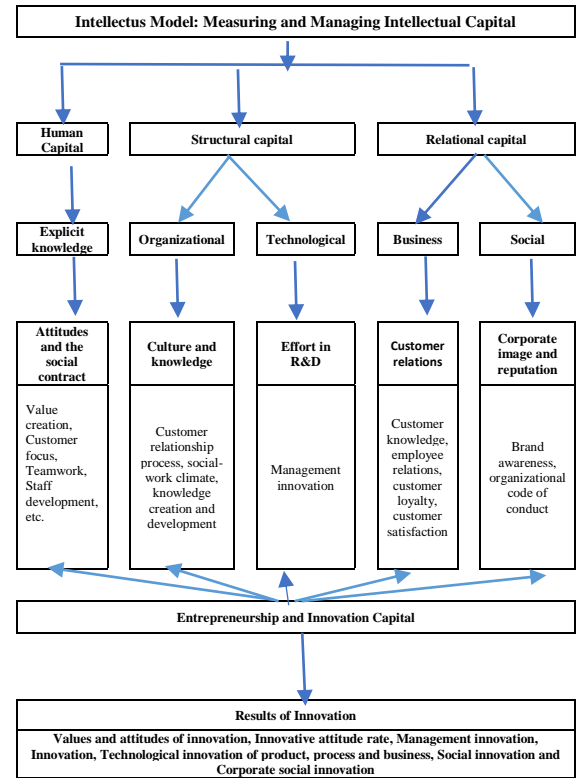 Intellectus Model: Measuring and Managing Intellectual Capital
Human
Capital
Structural capital
Relational capital
Explicit
knowledge
Organizational
Technological
Business
Social
Attitudes
and the
social
contract
Culture and
knowledge
Effort in
R&D
Customer
relations
Corporate
image and
reputation
Value
creation,
Customer
focus,
Teamwork,
Staff
development,
etc.
Customer
relationship
process, social-
work climate,
knowledge
creation and
development
Management
innovation
Customer
knowledge,
employee
relations,
customer
loyalty,
customer
satisfaction
Brand
awareness,
organizational
code of
conduct
Entrepreneurship and Innovation Capital
Results of Innovation
Values and attitudes of innovation, Innovative attitude rate, Management innovation,
Innovation, Technological innovation of product, process and business, Social innovation and
Corporate social innovation